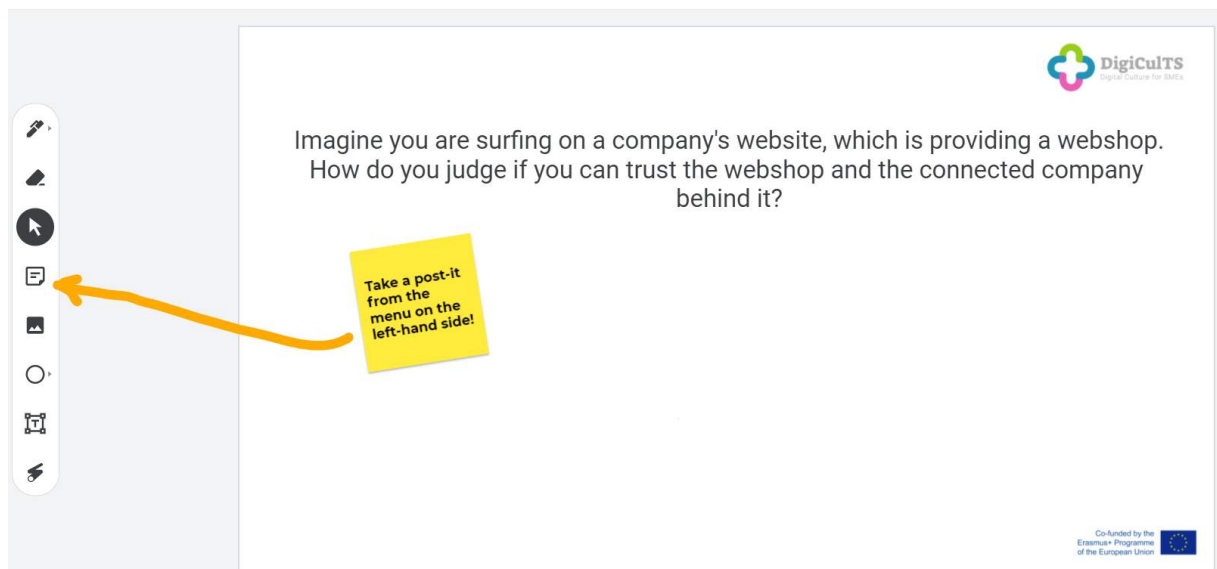 DigiCulTS
Digital Culture for SMEs
Imagine you are surfing on a company's website, which is providing a webshop.
How do you judge if you can trust the webshop and the connected company
behind it?
Take a post-it
from the
menu on the
left-hand side!
Co-funded by the
Erasmus+ Programme
of the European Union